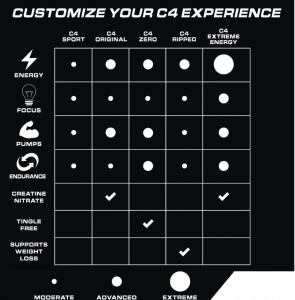 CUSTOMIZE YOUR C4 EXPERIENCE
C4 SPORT
C4 ORIGINAL
C4 ZERO
C4 RIPPED
C4 EXTREME ENERGY
ENERGY
FOCUS
PUMPS
ENDURANCE
CREATINE NITRATE
TINGLE FREE
SUPPORTS WEIGHT LOSS
MODERATE
ADVANCED
EXTREME